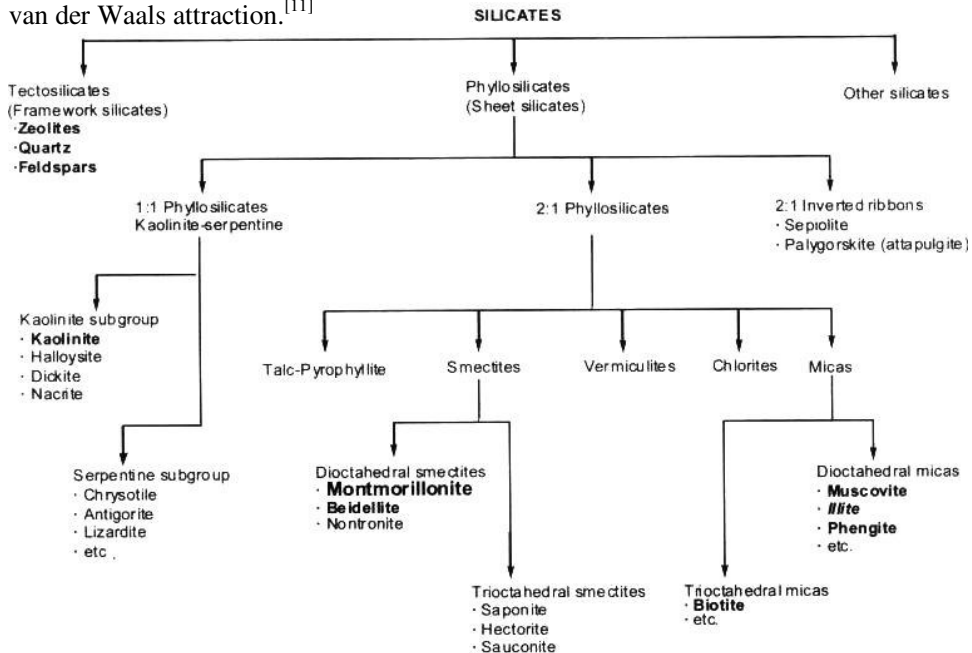 van der Waals attraction.[11]
SILICATES
Tectosilicates
(Framework silicates)
·Zeolites
·Quartz
·Feldspars
Phyllosilicates
(Sheet silicates)
Other silicates
1:1 Phyllosilicates
Kaolinite-serpentine
2:1 Phyllosilicates
2:1 Inverted ribbons
· Sepiolite
· Palygorskite (attapulgite)
Kaolinite subgroup
· Kaolinite
· Halloysite
· Dickite
· Nacrite
Talc-Pyrophyllite
Smectites
Vermiculites
Chlorites
Micas
Serpentine subgroup
· Chrysotile
· Antigorite
· Lizardite
· etc .
Dioctahedral smectites
· Montmorillonite
· Beidellite
· Nontronite
Dioctahedral micas
· Muscovite
· Illite
· Phengite
· etc.
Trioctahedral smectites
· Saponite
· Hectorite
· Sauconite
Trioctahedral micas
· Biotite
· etc.